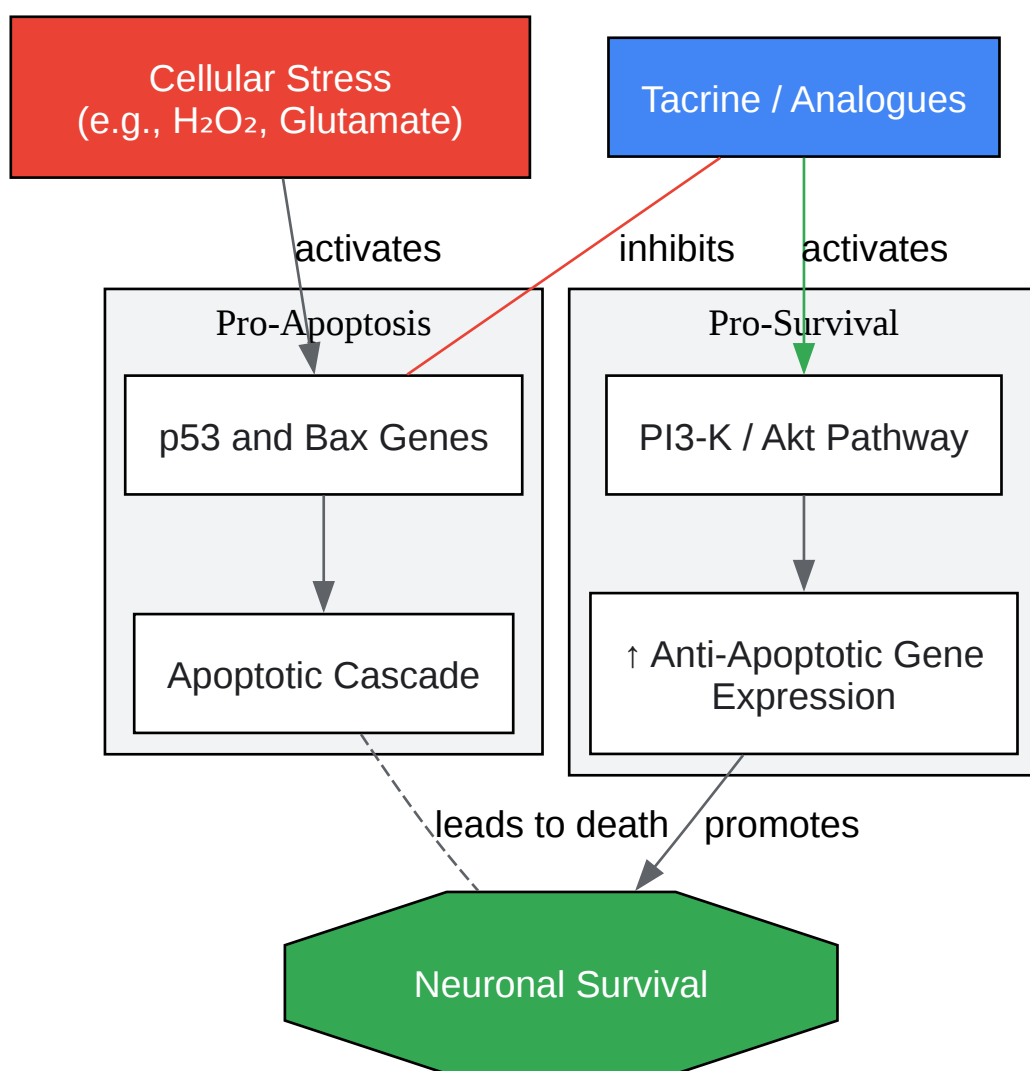 Cellular Stress
(e.g., H₂O₂, Glutamate)
Tacrine / Analogues
activates
inhibits
activates
Pro-Apoptosis
Pro-Survival
p53 and Bax Genes
PI3-K / Akt Pathway
Apoptotic Cascade
↑ Anti-Apoptotic Gene
Expression
leads to death
promotes
Neuronal Survival